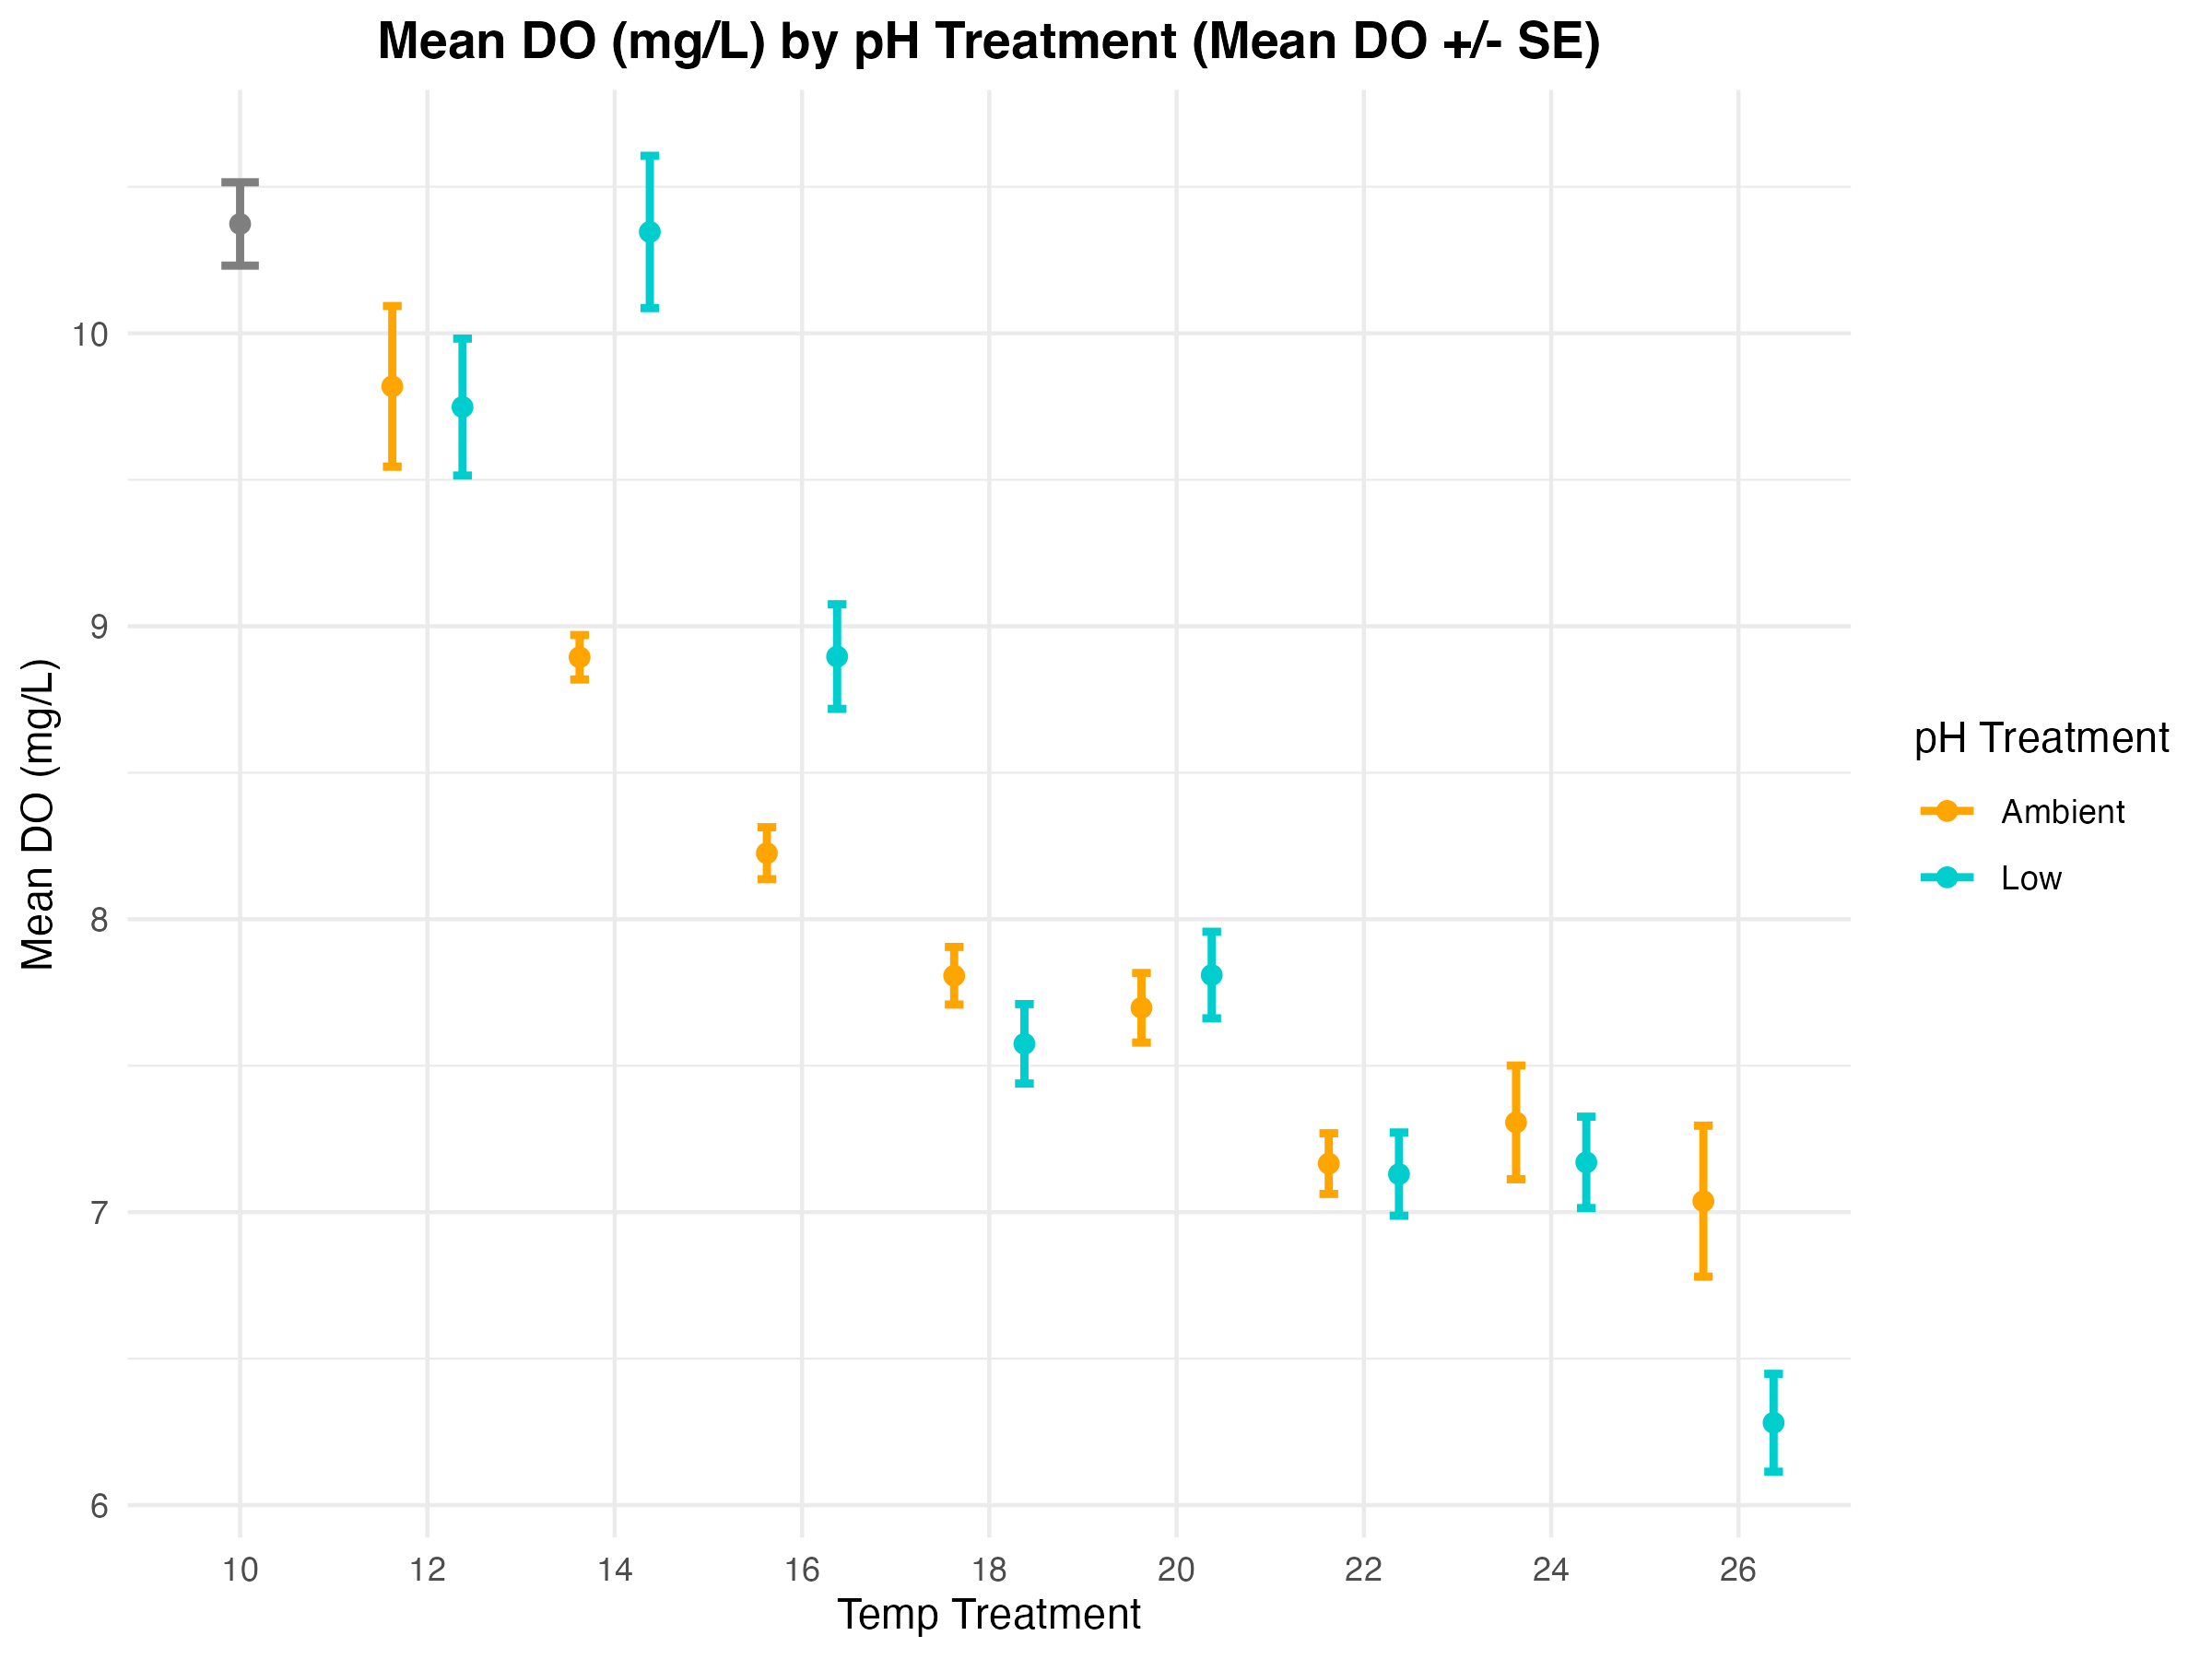 Mean DO (mg/L) by pH Treatment (Mean DO +/- SE)
Mean DO (mg/L)
10
9
8
7
6
10 12 14 16 18 20 22 24 26
Temp Treatment
pH Treatment
Ambient
Low